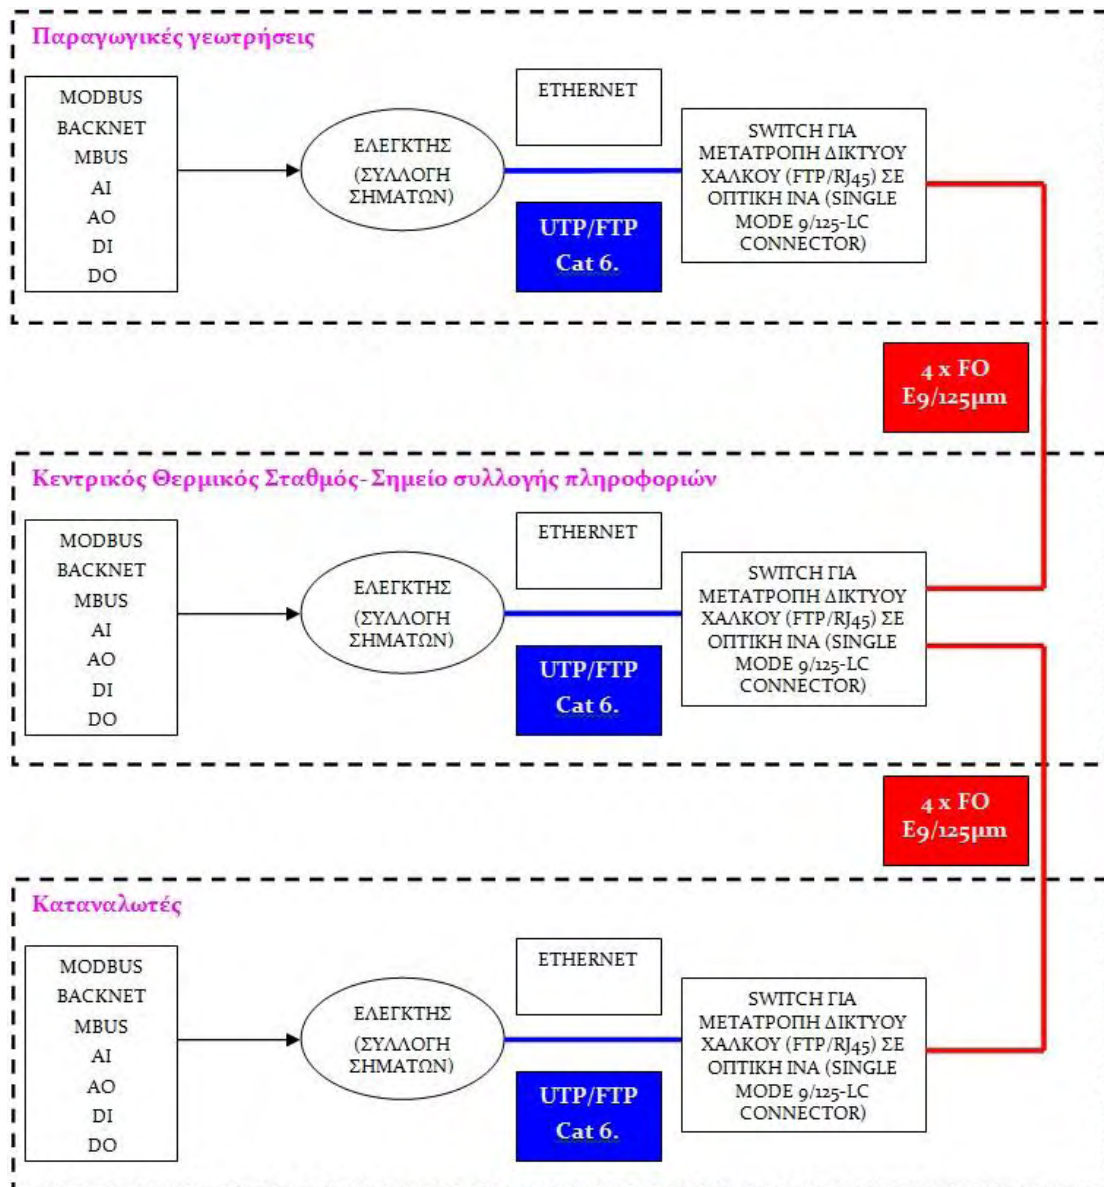 Παραγωγικές γεωτρήσεις
MODBUS
BACKNET
MBUS
AI
AO
DI
DO
ΕΛΕΓΚΤΗΣ
(ΣΥΛΛΟΓΗ
ΣΗΜΑΤΩΝ)
ETHERNET
UTP/FTP
Cat 6.
SWITCH ΓΙΑ
ΜΕΤΑΤΡΟΠΗ ΔΙΚΤΥΟΥ
ΧΑΛΚΟΥ (FTP/RJ45) ΣΕ
ΟΠΤΙΚΗ ΙΝΑ (SINGLE
MODE 9/125-LC
CONNECTOR)
4 x FO
E9/125μm
Κεντρικός Θερμικός Σταθμός- Σημείο συλλογής πληροφοριών
MODBUS
BACKNET
MBUS
AI
AO
DI
DO
ΕΛΕΓΚΤΗΣ
(ΣΥΛΛΟΓΗ
ΣΗΜΑΤΩΝ)
ETHERNET
UTP/FTP
Cat 6.
SWITCH ΓΙΑ
ΜΕΤΑΤΡΟΠΗ ΔΙΚΤΥΟΥ
ΧΑΛΚΟΥ (FTP/RJ45) ΣΕ
ΟΠΤΙΚΗ ΙΝΑ (SINGLE
MODE 9/125-LC
CONNECTOR)
4 x FO
E9/125μm
Καταναλωτές
MODBUS
BACKNET
MBUS
AI
AO
DI
DO
ΕΛΕΓΚΤΗΣ
(ΣΥΛΛΟΓΗ
ΣΗΜΑΤΩΝ)
ETHERNET
UTP/FTP
Cat 6.
SWITCH ΓΙΑ
ΜΕΤΑΤΡΟΠΗ ΔΙΚΤΥΟΥ
ΧΑΛΚΟΥ (FTP/RJ45) ΣΕ
ΟΠΤΙΚΗ ΙΝΑ (SINGLE
MODE 9/125-LC
CONNECTOR)